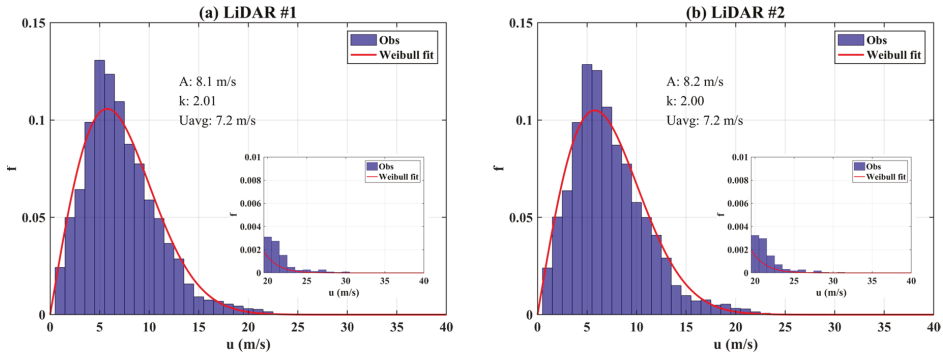 (a) LiDAR #1
0.15
0.1
0.05
0
f
Obs
Weibull fit
A: 8.1 m/s
k: 2.01
Uavg: 7.2 m/s
0.01
0.008
0.006
0.004
0.002
0
f
Obs
Weibull fit
20 25 30 35 40
u (m/s)
0 5 10 15 20 25 30 35 40
u (m/s)
(b) LiDAR #2
0.15
0.1
0.05
0
f
Obs
Weibull fit
A: 8.2 m/s
k: 2.00
Uavg: 7.2 m/s
0.01
0.008
0.006
0.004
0.002
0
f
Obs
Weibull fit
20 25 30 35 40
u (m/s)
0 5 10 15 20 25 30 35 40
u (m/s)